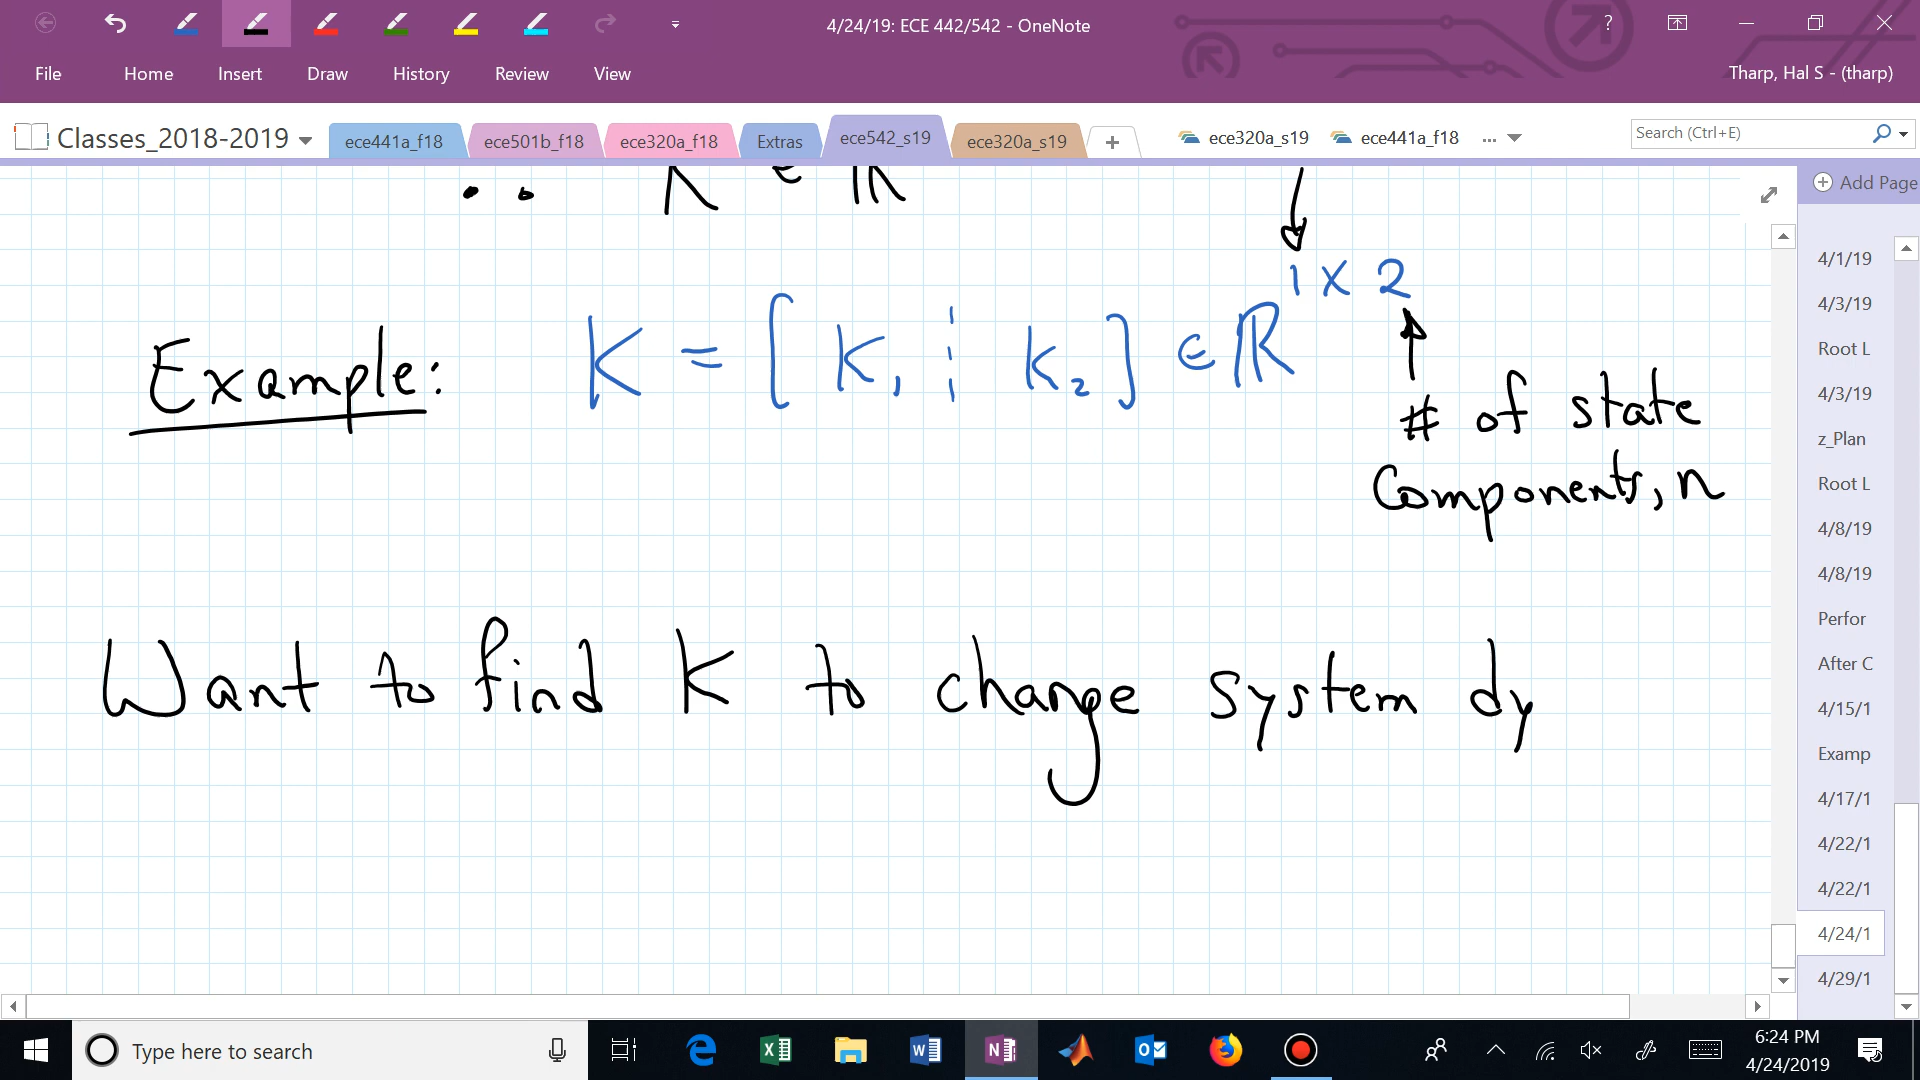 4/24/19: ECE 442/542 - OneNote
?
File Home Insert Draw History Review View
Tharp, Hal S - (tharp)
Classes_2018-2019
ece441a_f18 ece501b_f18 ece320a_f18 Extras ece542_s19 ece320a_s19 +
ece320a_s19 ece441a_f18 ...
Search (Ctrl+E)
Add Page
K ∈ ℝ
1 x 2
Example: K = [ k₁ ¦ k₂ ] ∈ ℝ
# of state
Components, n
Want to find K to change system dy
4/1/19
4/3/19
Root L
4/3/19
z_Plan
Root L
4/8/19
4/8/19
Perfor
After C
4/15/1
Examp
4/17/1
4/22/1
4/22/1
4/24/1
4/29/1
Type here to search
6:24 PM
4/24/2019